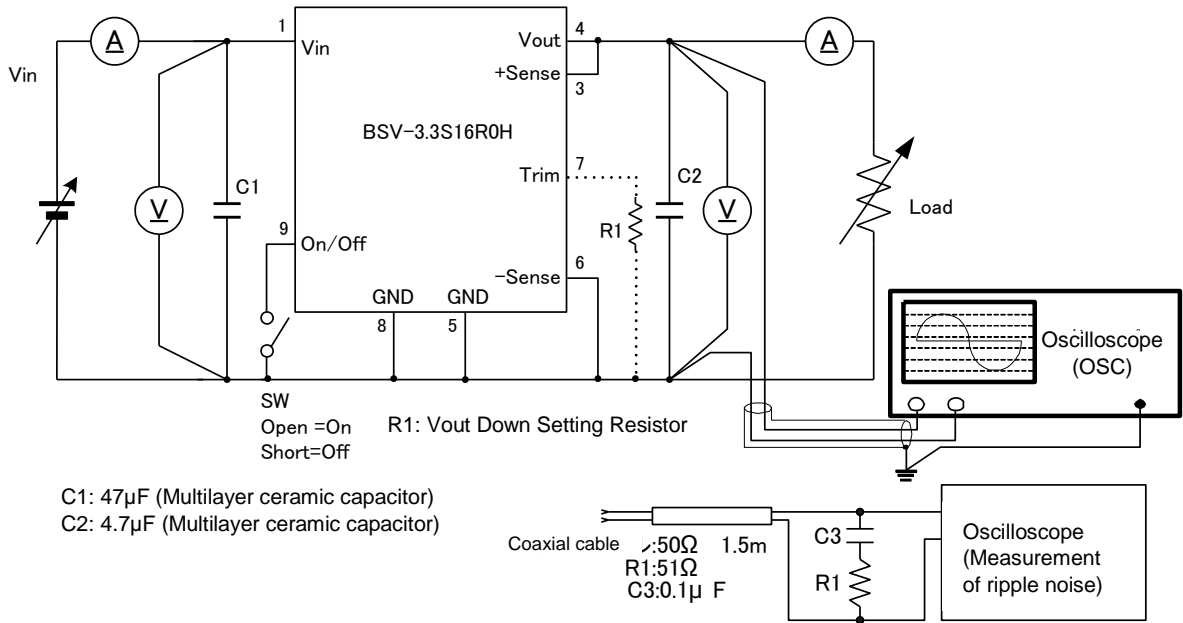 A
1
Vin
Vin
V
C1
9
On/Off
BSV-3.3S16R0H
Vout
4
+Sense
3
Trim
7
R1
-Sense
6
GND
GND
8
5
C2
V
A
Load
SW
Open =On
Short=Off
R1: Vout Down Setting Resistor
Oscilloscope
(OSC)
C1: 47µF (Multilayer ceramic capacitor)
C2: 4.7µF (Multilayer ceramic capacitor)
Coaxial cable :50Ω 1.5m
R1:51Ω
C3:0.1µ F
C3
R1
Oscilloscope
(Measurement
of ripple noise)